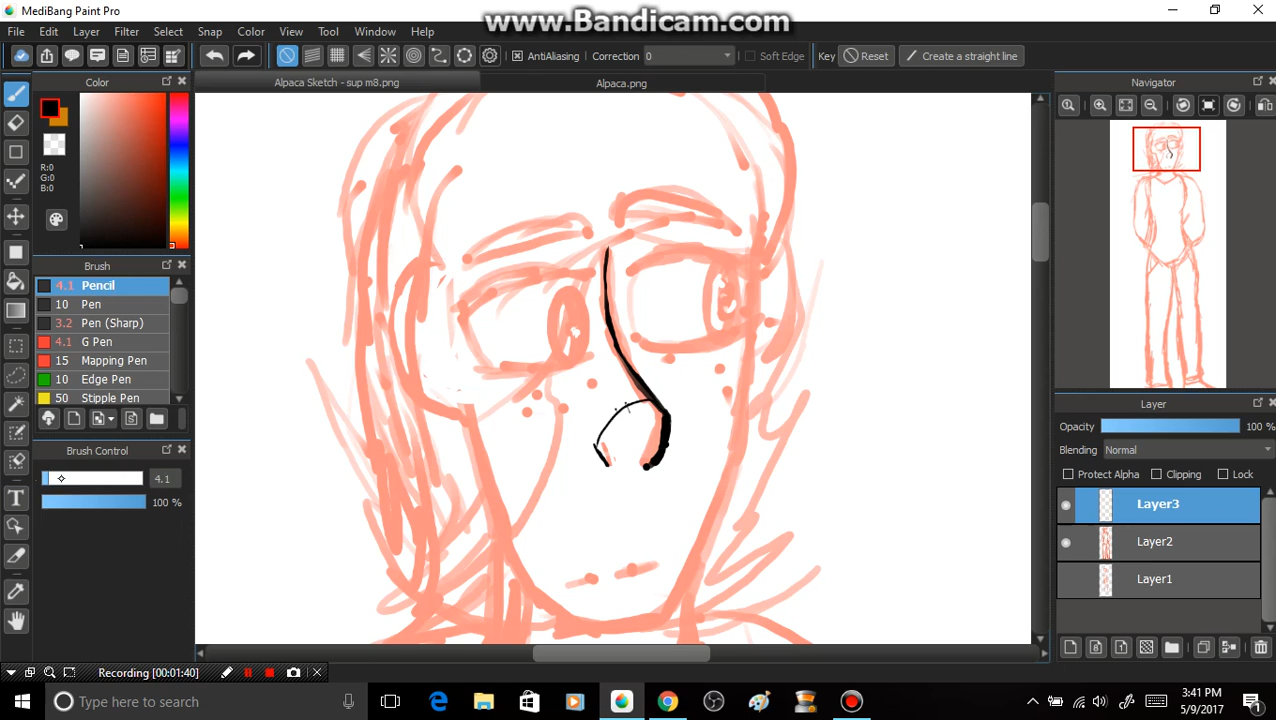 MediBang Paint Pro
www.Bandicam.com
File Edit Layer Filter Select Snap Color View Tool Window Help
AntiAliasing Correction 0 Soft Edge Key Reset Create a straight line
Color
Alpaca Sketch - sup m8.png
Alpaca.png
Navigator
R:0
G:0
B:0
Brush
4.1 Pencil
10 Pen
3.2 Pen (Sharp)
4.1 G Pen
15 Mapping Pen
10 Edge Pen
50 Stipple Pen
Brush Control
4.1
100 %
Layer
Opacity 100 %
Blending Normal
Protect Alpha Clipping Lock
Layer3
Layer2
Layer1
Recording [00:01:40]
Type here to search
3:41 PM
5/9/2017
1